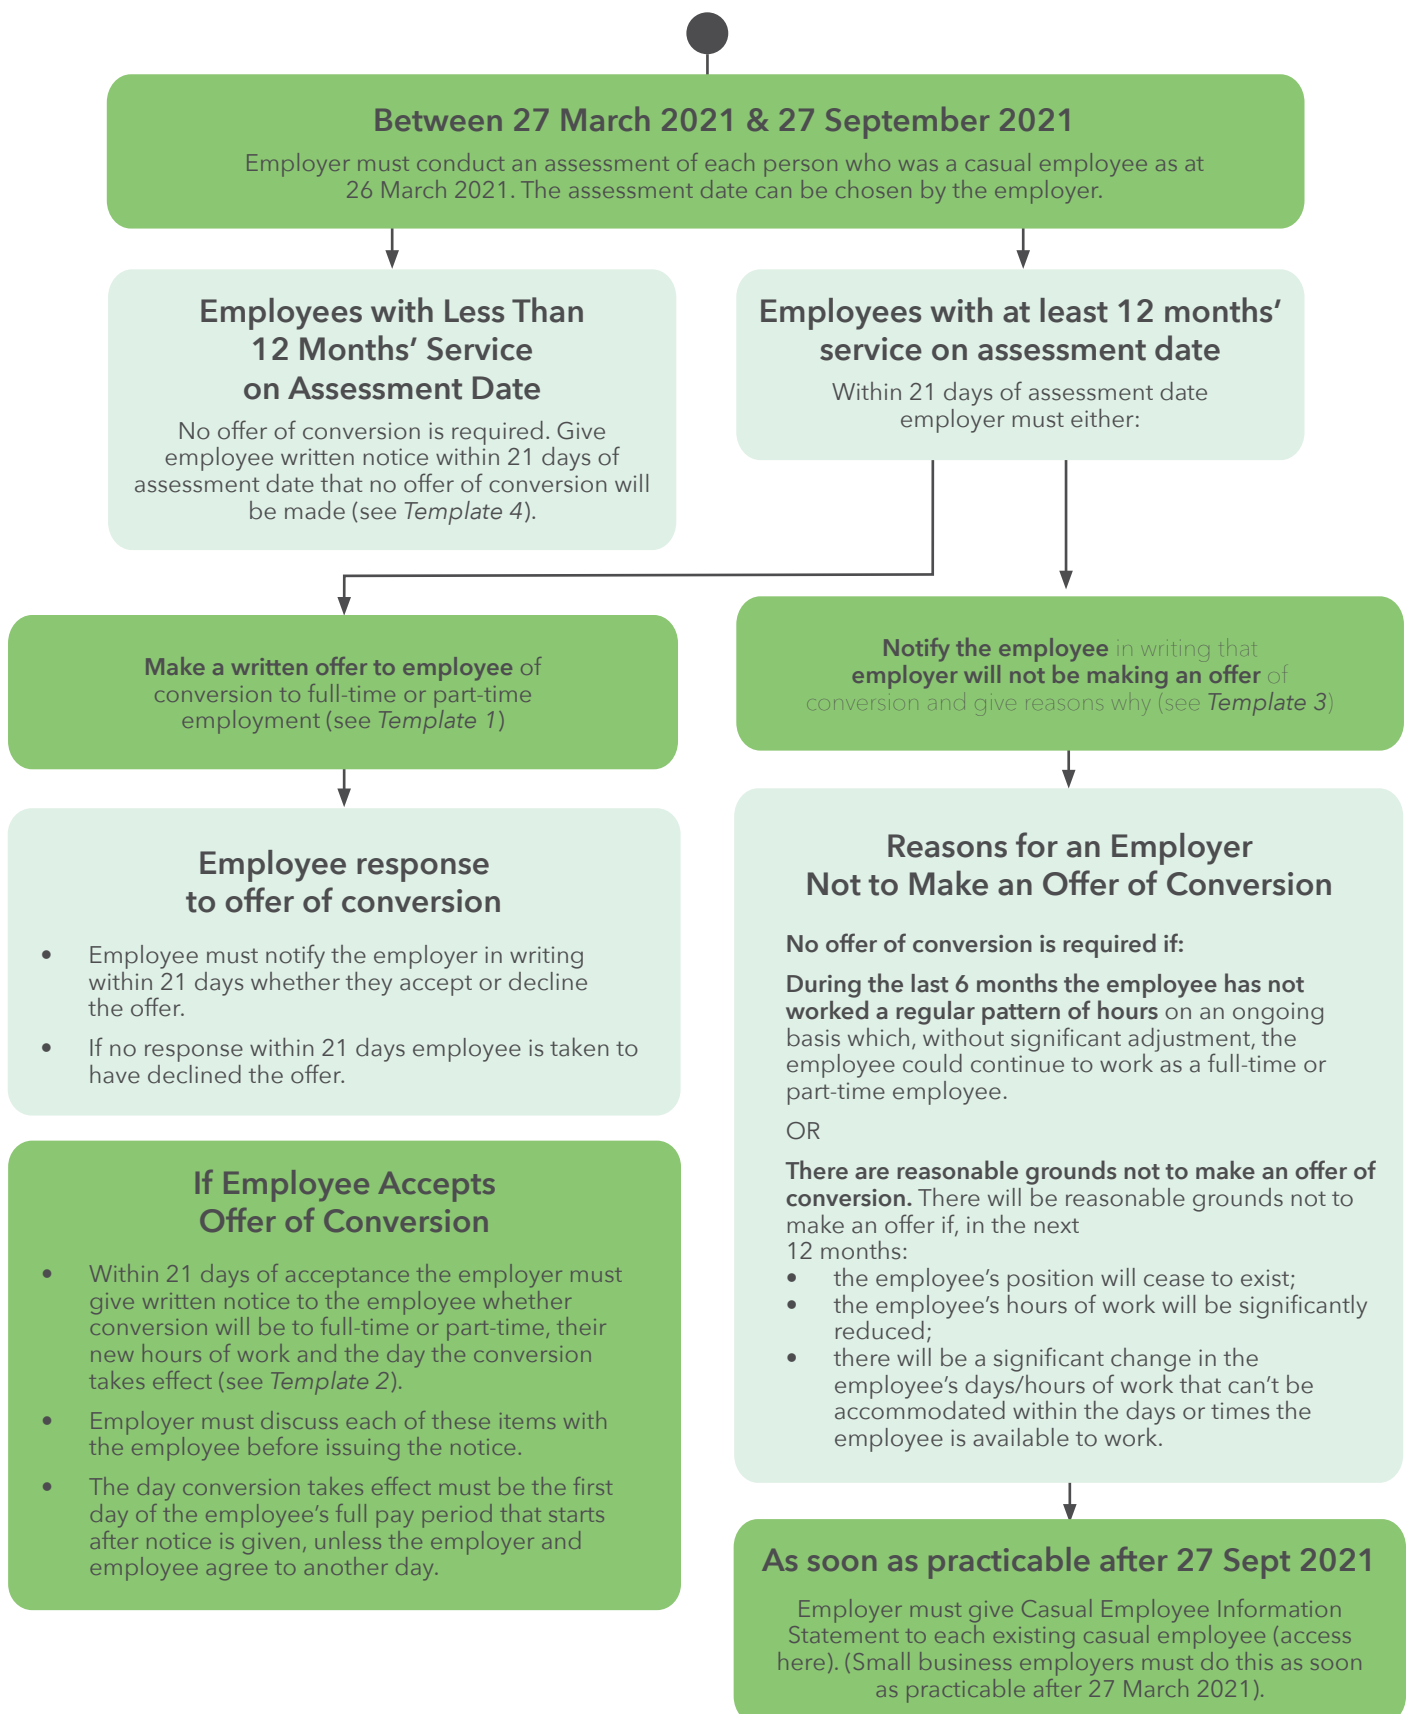 Between 27 March 2021 & 27 September 2021
Employer must conduct an assessment of each person who was a casual employee as at
26 March 2021. The assessment date can be chosen by the employer.
Employees with Less Than
12 Months’ Service
on Assessment Date
No offer of conversion is required. Give
employee written notice within 21 days of
assessment date that no offer of conversion will
be made (see Template 4).
Employees with at least 12 months’
service on assessment date
Within 21 days of assessment date
employer must either:
Make a written offer to employee of
conversion to full-time or part-time
employment (see Template 1)
Notify the employee in writing that
employer will not be making an offer of
conversion and give reasons why (see Template 3)
Employee response
to offer of conversion
• Employee must notify the employer in writing
within 21 days whether they accept or decline
the offer.
• If no response within 21 days employee is taken to
have declined the offer.
If Employee Accepts
Offer of Conversion
• Within 21 days of acceptance the employer must
give written notice to the employee whether
conversion will be to full-time or part-time, their
new hours of work and the day the conversion
takes effect (see Template 2).
• Employer must discuss each of these items with
the employee before issuing the notice.
• The day conversion takes effect must be the first
day of the employee’s full pay period that starts
after notice is given, unless the employer and
employee agree to another day.
Reasons for an Employer
Not to Make an Offer of Conversion
No offer of conversion is required if:
During the last 6 months the employee has not
worked a regular pattern of hours on an ongoing
basis which, without significant adjustment, the
employee could continue to work as a full-time or
part-time employee.
OR
There are reasonable grounds not to make an offer of
conversion. There will be reasonable grounds not to
make an offer if, in the next
12 months:
• the employee’s position will cease to exist;
• the employee’s hours of work will be significantly
reduced;
• there will be a significant change in the
employee’s days/hours of work that can’t be
accommodated within the days or times the
employee is available to work.
As soon as practicable after 27 Sept 2021
Employer must give Casual Employee Information
Statement to each existing casual employee (access
here). (Small business employers must do this as soon
as practicable after 27 March 2021).